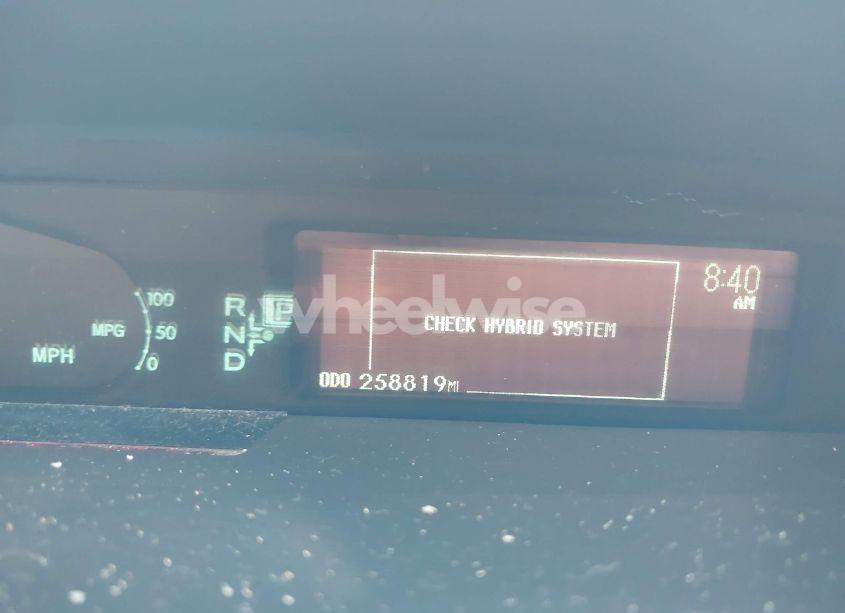 8:40
AM
100
MPG 50
MPH 0
R P
N
D
wheelwise
CHECK HYBRID SYSTEM
ODO 258819MI